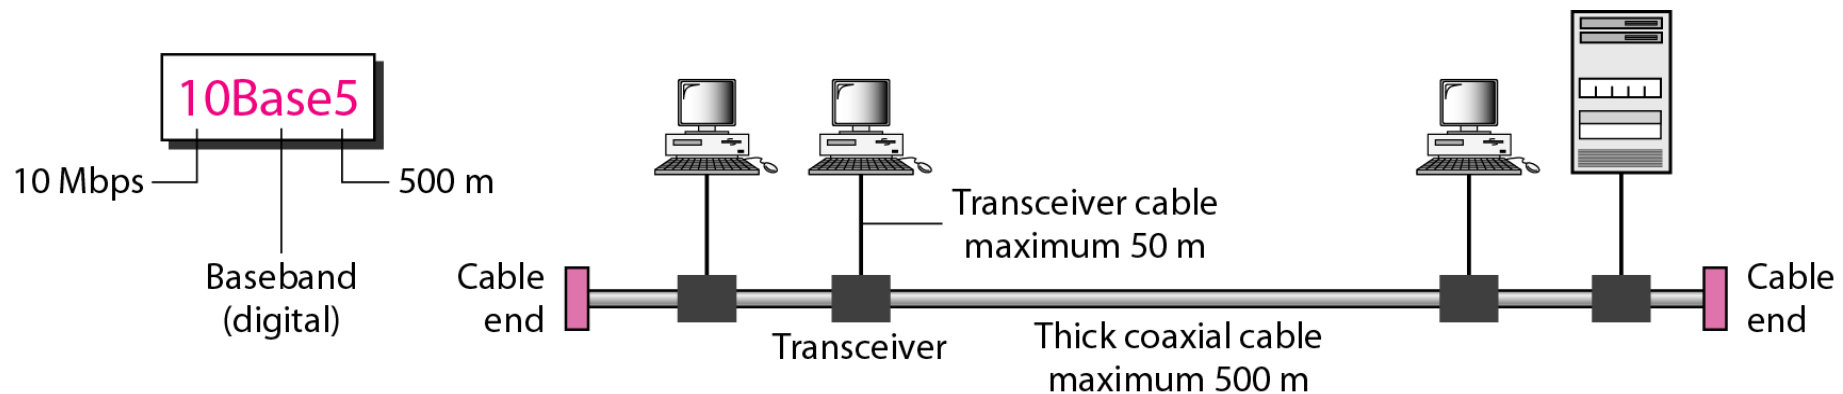 10Base5
10 Mbps
500 m
Baseband
(digital)
Transceiver cable
maximum 50 m
Cable
end
Transceiver
Thick coaxial cable
maximum 500 m
Cable
end